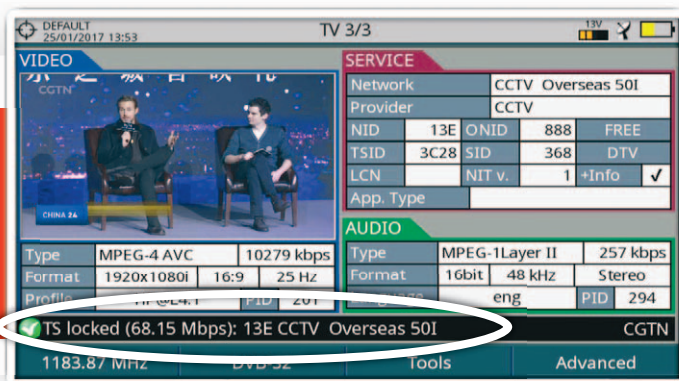 DEFAULT
25/01/2017 13:53
TV 3/3
13V
VIDEO
CGTN
CHINA 24
Type MPEG-4 AVC 10279 kbps
Format 1920x1080i 16:9 25 Hz
Profile PID
SERVICE
Network CCTV Overseas 50I
Provider CCTV
NID 13E ONID 888 FREE
TSID 3C28 SID 368 DTV
LCN NIT v. 1 +Info ✓
App. Type
AUDIO
Type MPEG-1Layer II 257 kbps
Format 16bit 48 kHz Stereo
eng PID 294
TS locked (68.15 Mbps): 13E CCTV Overseas 50I CGTN
1183.87 MHz DVB-S2 Tools Advanced